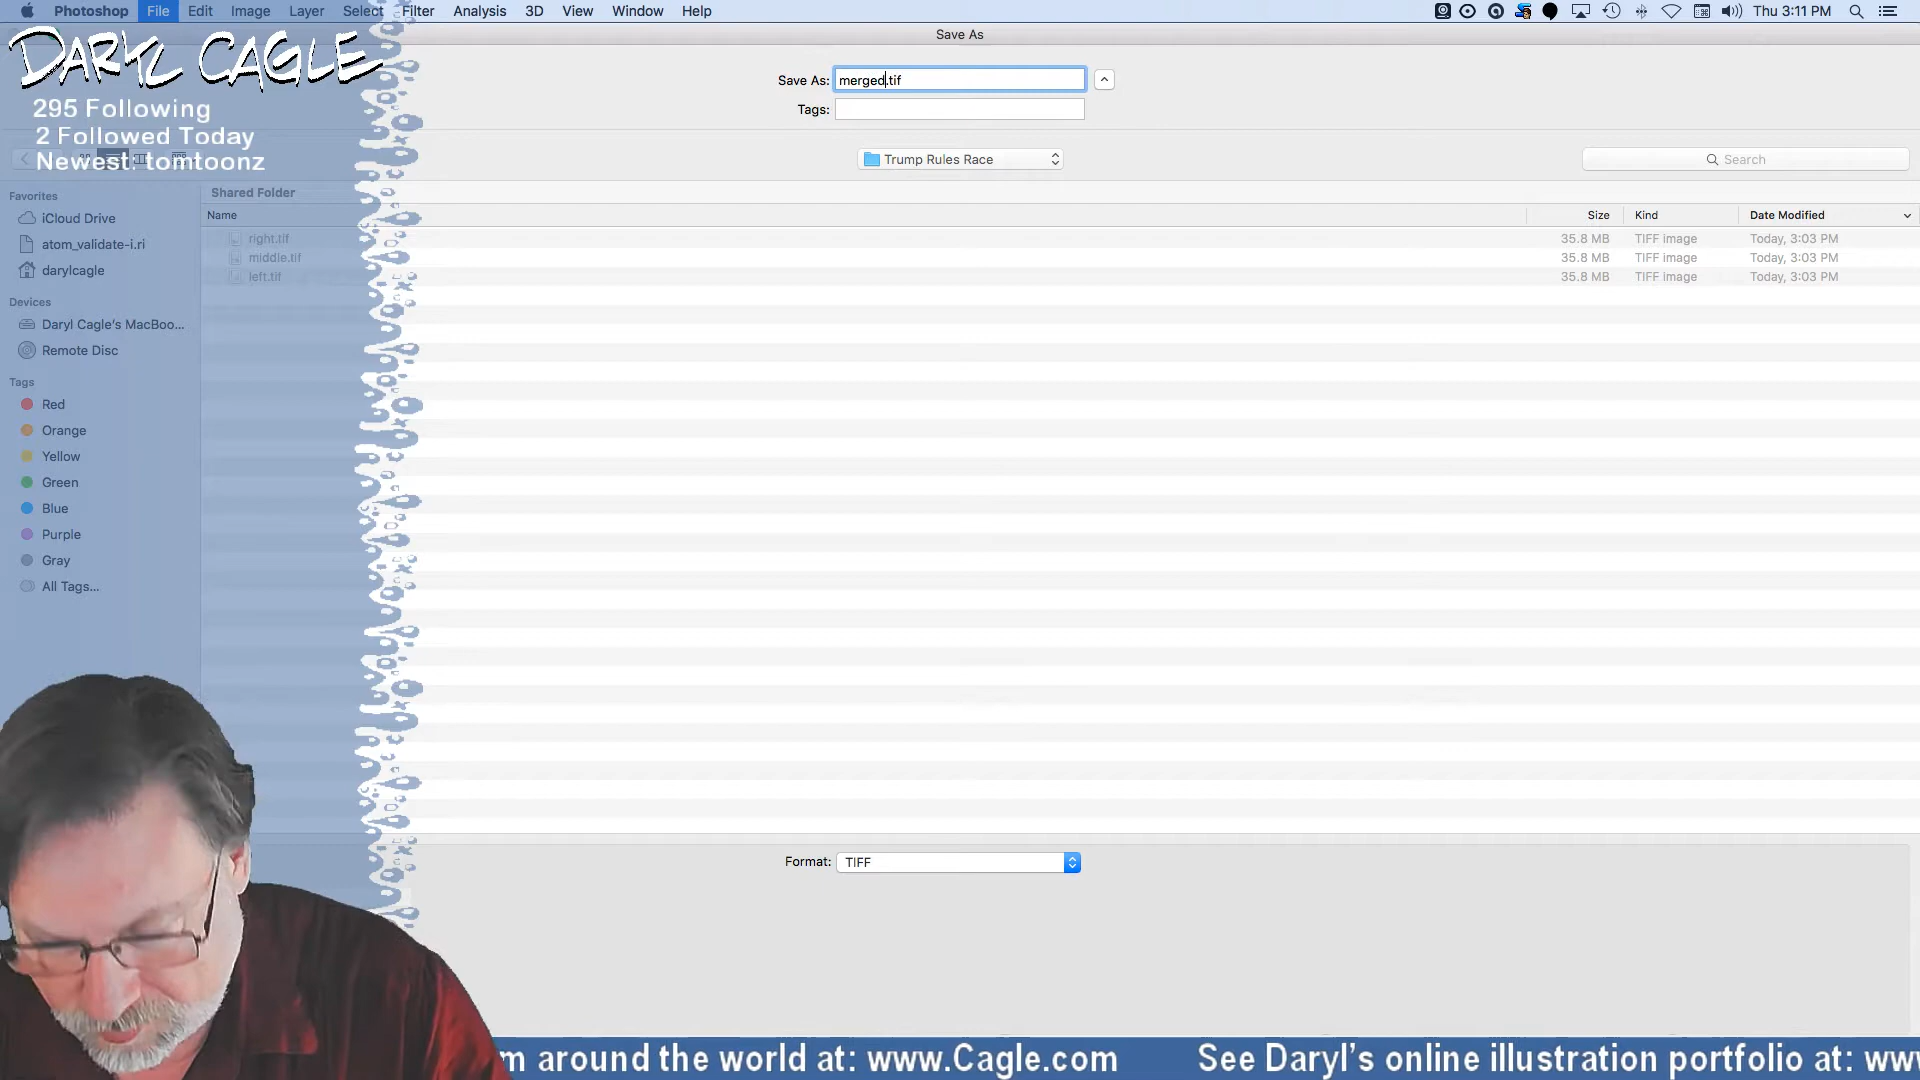 Photoshop File Edit Image Layer Select Filter Analysis 3D View Window Help Thu 3:11 PM
Save As
DARYL CAGLE
295 Following
2 Followed Today
Newest: tomtoonz
Save As: merged.tif
Tags:
Trump Rules Race
Search
Favorites
iCloud Drive
atom_validate-i.ri
darylcagle
Devices
Daryl Cagle's MacBoo...
Remote Disc
Tags
Red
Orange
Yellow
Green
Blue
Purple
Gray
All Tags...
Shared Folder
Name Size Kind Date Modified
right.tif 35.8 MB TIFF image Today, 3:03 PM
middle.tif 35.8 MB TIFF image Today, 3:03 PM
left.tif 35.8 MB TIFF image Today, 3:03 PM
Format: TIFF
m around the world at: www.Cagle.com See Daryl's online illustration portfolio at: www